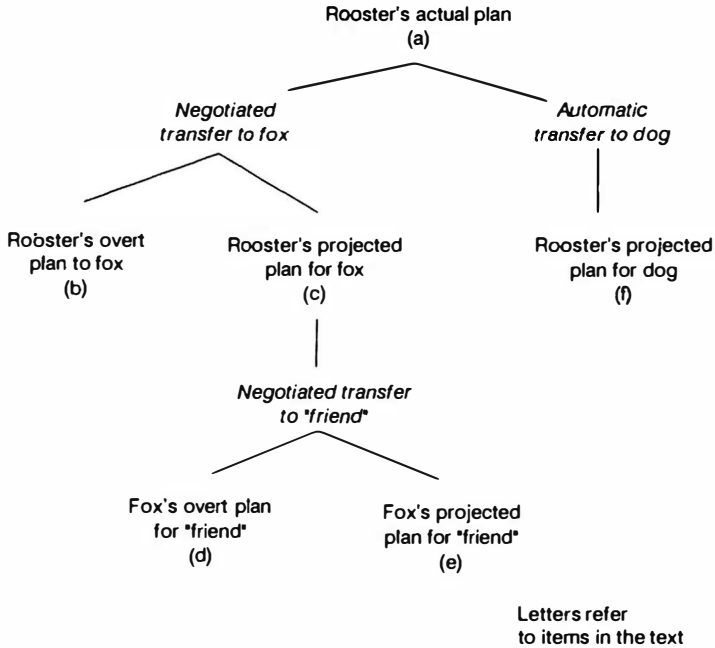 Rooster's actual plan
(a)
Negotiated
transfer to fox
Automatic
transfer to dog
Rooster's overt
plan to fox
(b)
Rooster's projected
plan for fox
(c)
Rooster's projected
plan for dog
(f)
Negotiated transfer
to "friend"
Fox's overt plan
for "friend"
(d)
Fox's projected
plan for "friend"
(e)
Letters refer
to items in the text